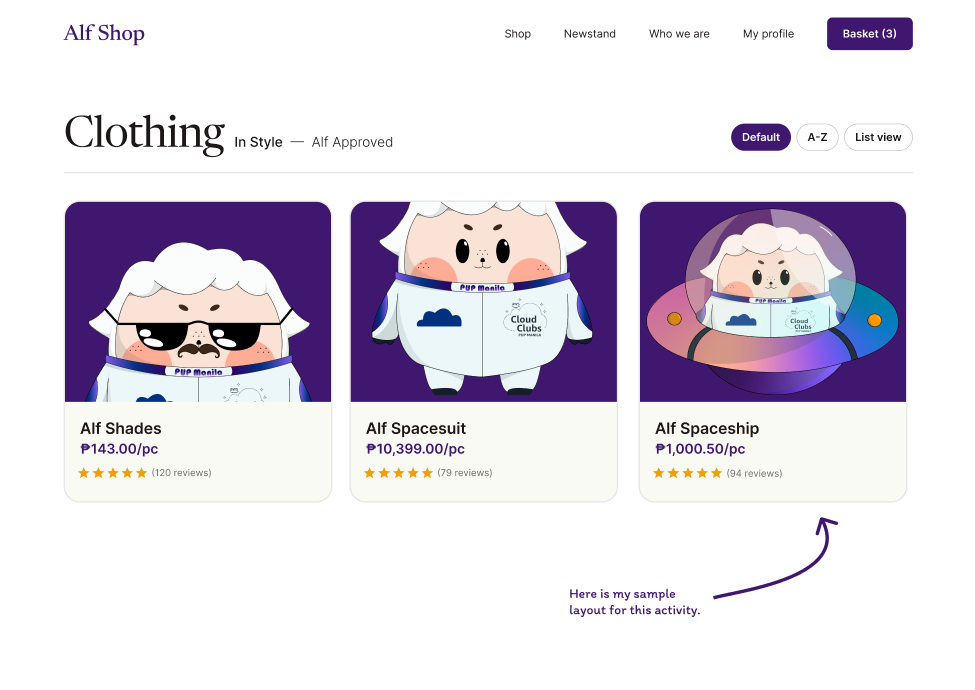 Alf Shop
Shop Newstand Who we are My profile Basket (3)
Clothing In Style — Alf Approved Default A-Z List view
PUP Manila
PUP Manila
Cloud
Clubs
PUP MANILA
PUP Manila
Cloud
Clubs
PUP MANILA
Alf Shades
₱143.00/pc
(120 reviews)
Alf Spacesuit
₱10,399.00/pc
(79 reviews)
Alf Spaceship
₱1,000.50/pc
(94 reviews)
Here is my sample
layout for this activity.